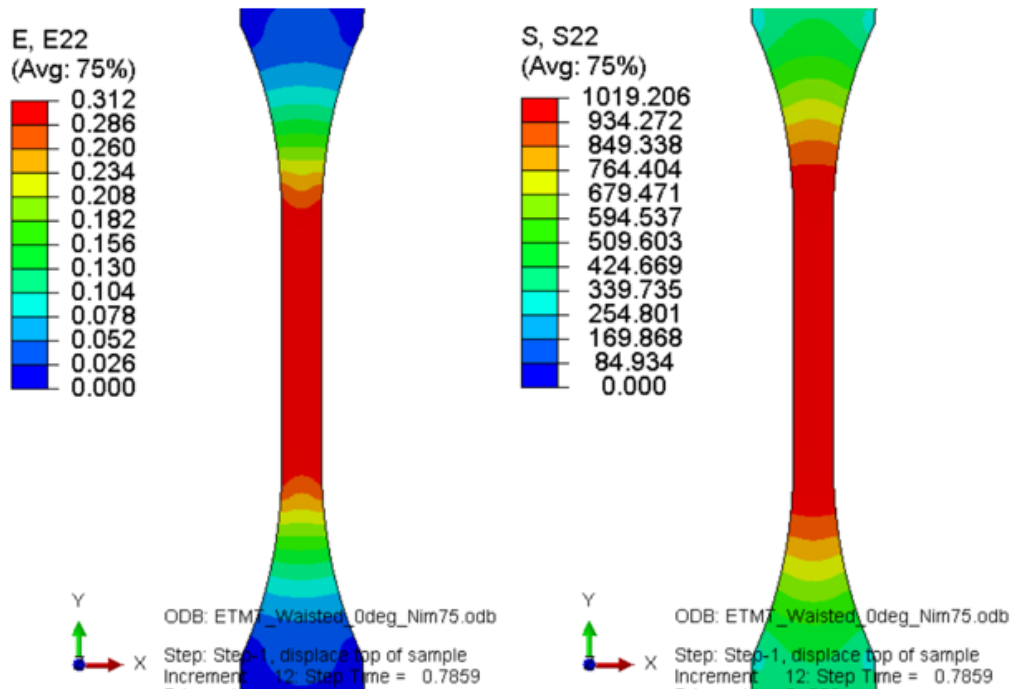 E, E22
(Avg: 75%)
0.312
0.286
0.260
0.234
0.208
0.182
0.156
0.130
0.104
0.078
0.052
0.026
0.000
Y
X
ODB: ETMT_Waisted_0deg_Nim75.odb
Step: Step-1, displace top of sample
Increment 12: Step Time = 0.7859
S, S22
(Avg: 75%)
1019.206
934.272
849.338
764.404
679.471
594.537
509.603
424.669
339.735
254.801
169.868
84.934
0.000
Y
X
ODB: ETMT_Waisted_0deg_Nim75.odb
Step: Step-1, displace top of sample
Increment 12: Step Time = 0.7859